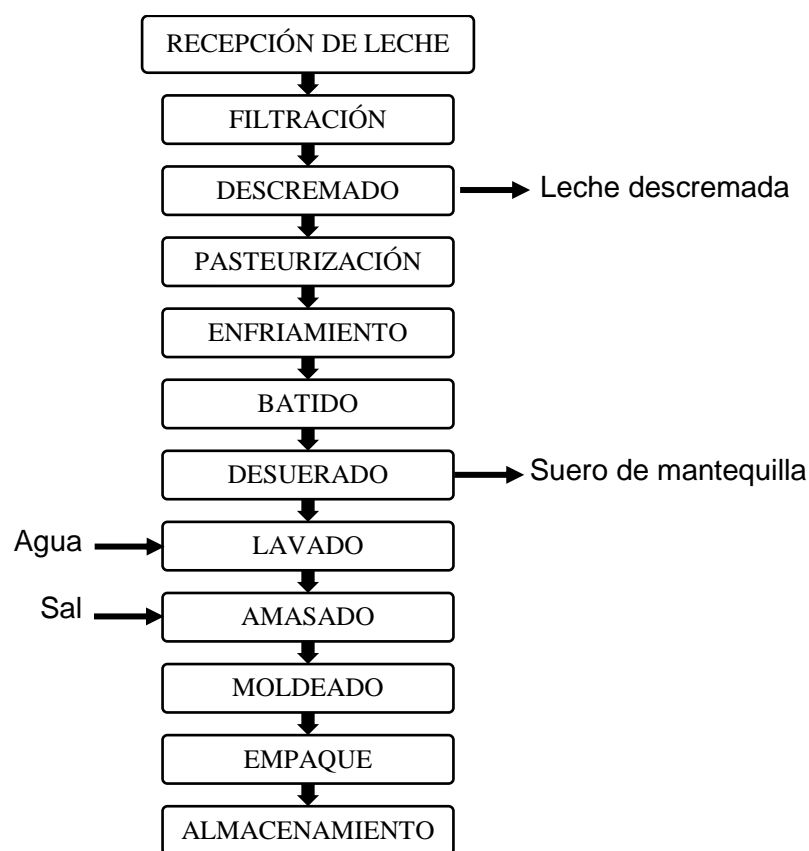 RECEPCIÓN DE LECHE
FILTRACIÓN
DESCREMADO
Leche descremada
PASTEURIZACIÓN
ENFRIAMIENTO
BATIDO
DESUERADO
Suero de mantequilla
Agua
LAVADO
Sal
AMASADO
MOLDEADO
EMPAQUE
ALMACENAMIENTO